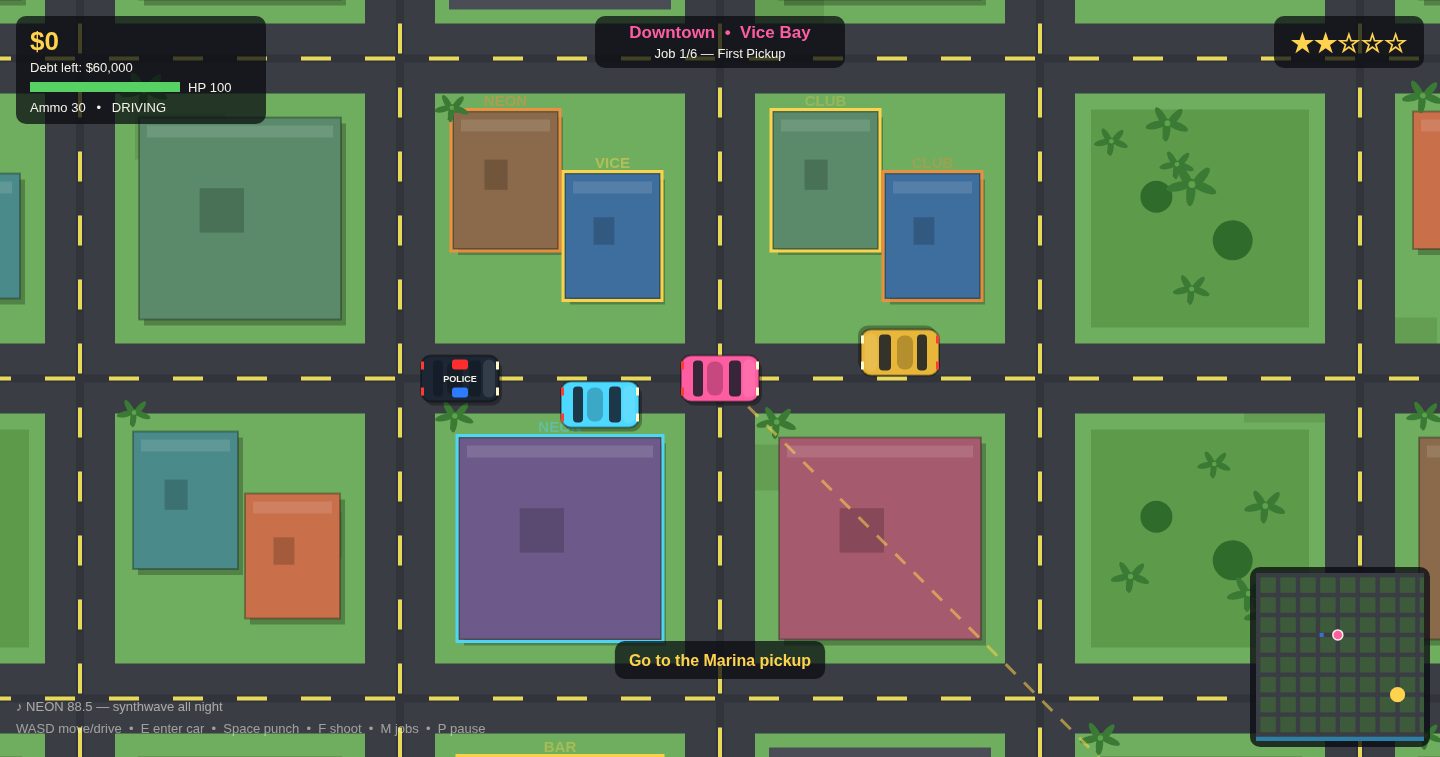 $0
Debt left: $60,000
HP 100
Ammo 30 • DRIVING
Downtown • Vice Bay
Job 1/6 — First Pickup
★★☆☆☆
NEON
CLUB
VICE
CLUB
POLICE
Go to the Marina pickup
♪ NEON 88.5 — synthwave all night
WASD move/drive • E enter car • Space punch • F shoot • M jobs • P pause
BAR